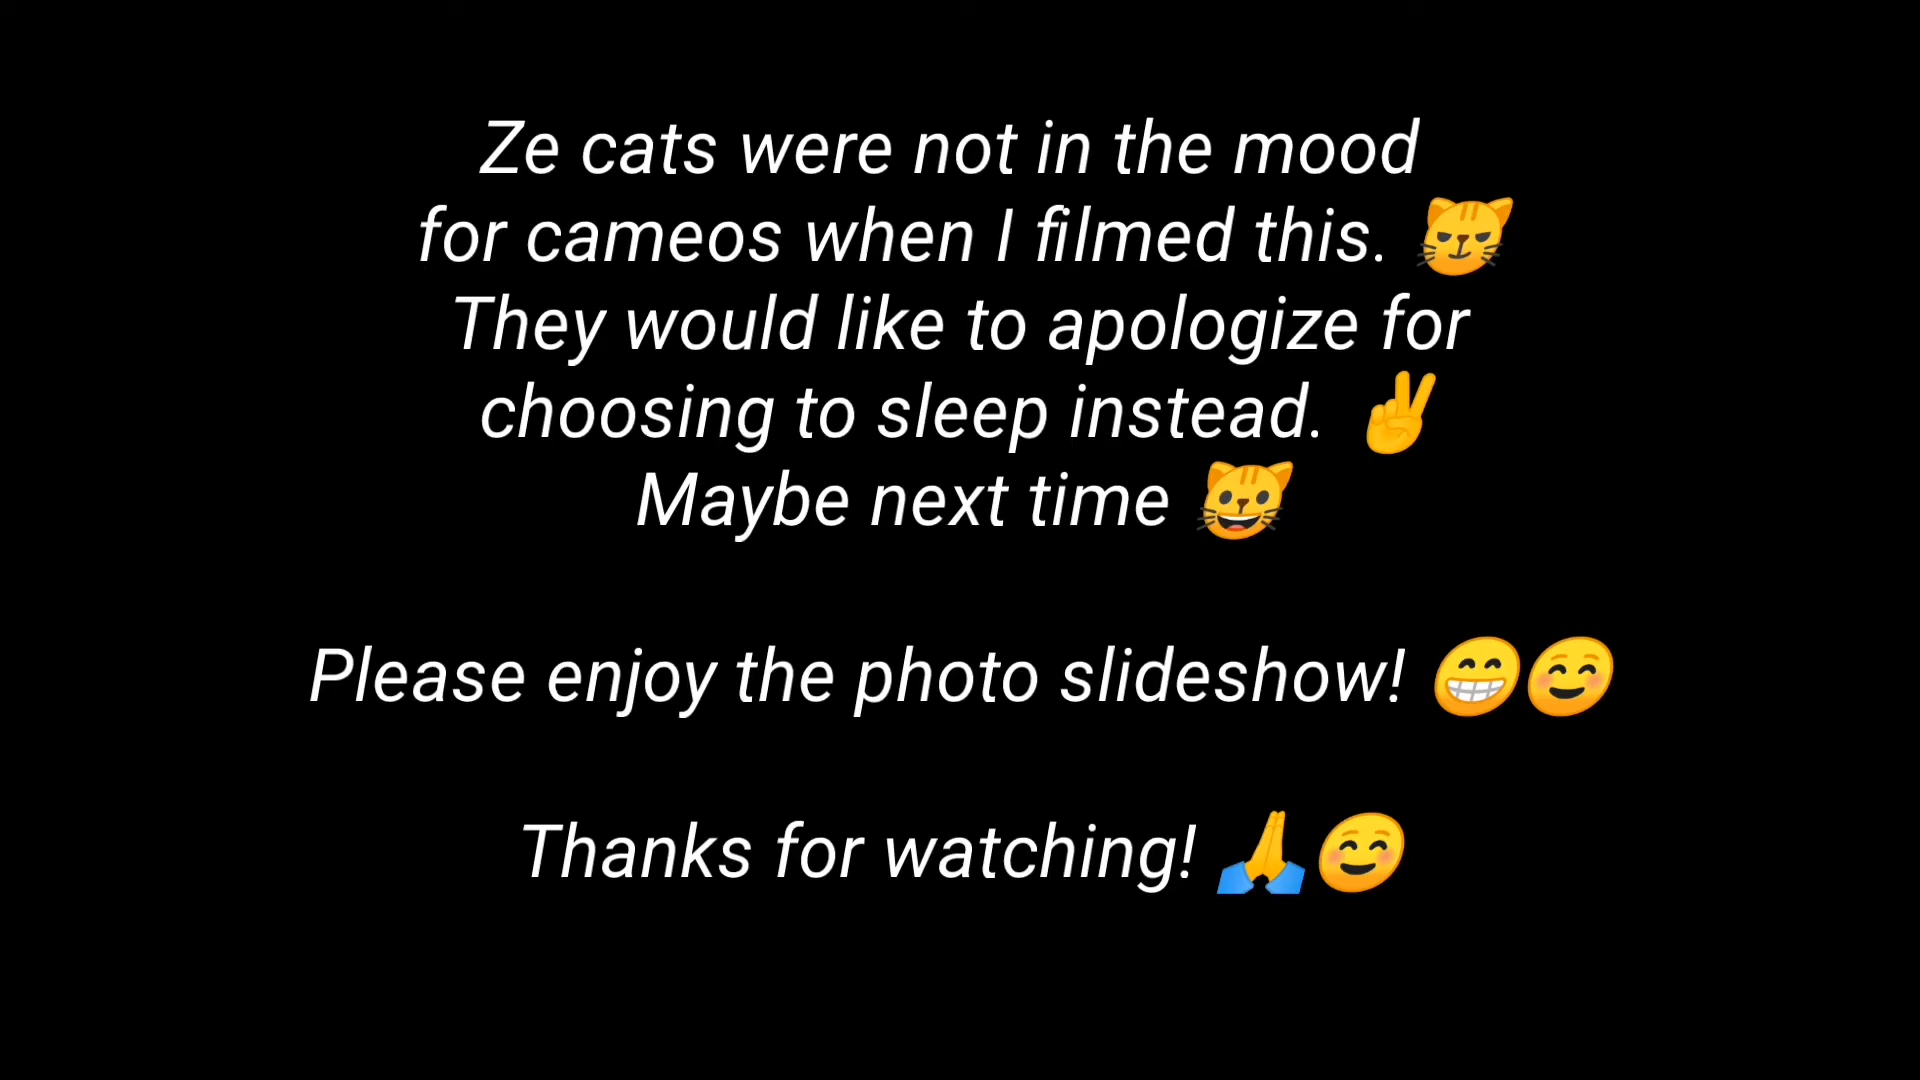 Ze cats were not in the mood
for cameos when I filmed this. 😼
They would like to apologize for
choosing to sleep instead. ✌️
Maybe next time 😺
Please enjoy the photo slideshow! 😁☺️
Thanks for watching! 🙏☺️